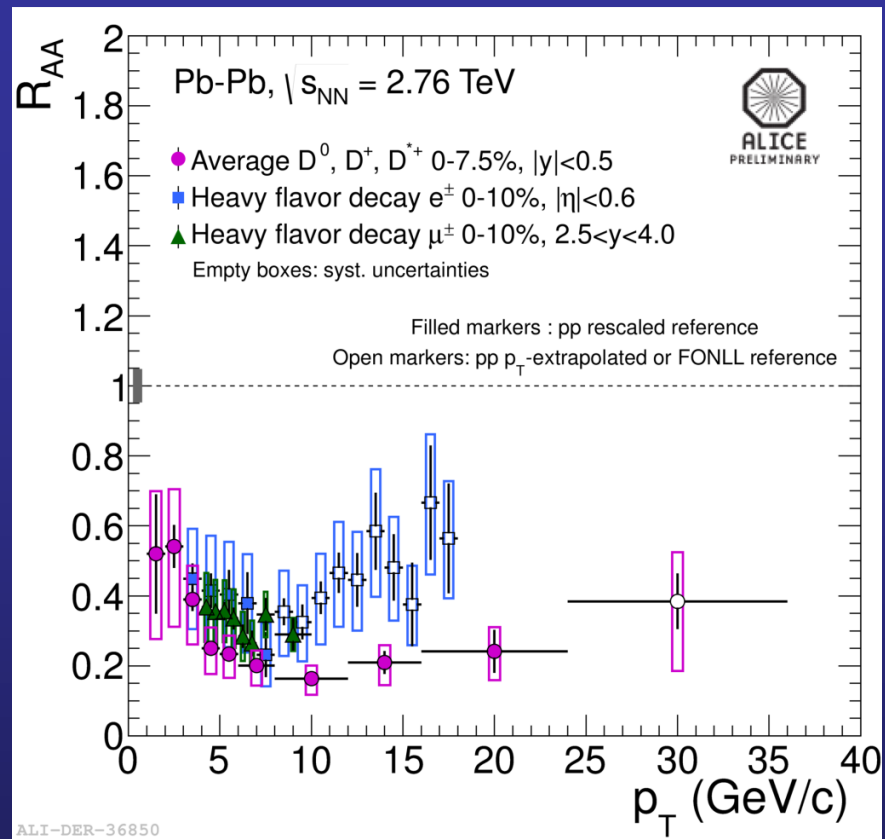 R_AA
2
1.8
1.6
1.4
1.2
1
0.8
0.6
0.4
0.2
0
Pb-Pb, √s_NN = 2.76 TeV
ALICE
PRELIMINARY
Average D^0, D^+, D^*+ 0-7.5%, |y|<0.5
Heavy flavor decay e^± 0-10%, |η|<0.6
Heavy flavor decay μ^± 0-10%, 2.5<y<4.0
Empty boxes: syst. uncertainties
Filled markers : pp rescaled reference
Open markers: pp p_T-extrapolated or FONLL reference
0 5 10 15 20 25 30 35 40
p_T (GeV/c)
ALI-DER-36850